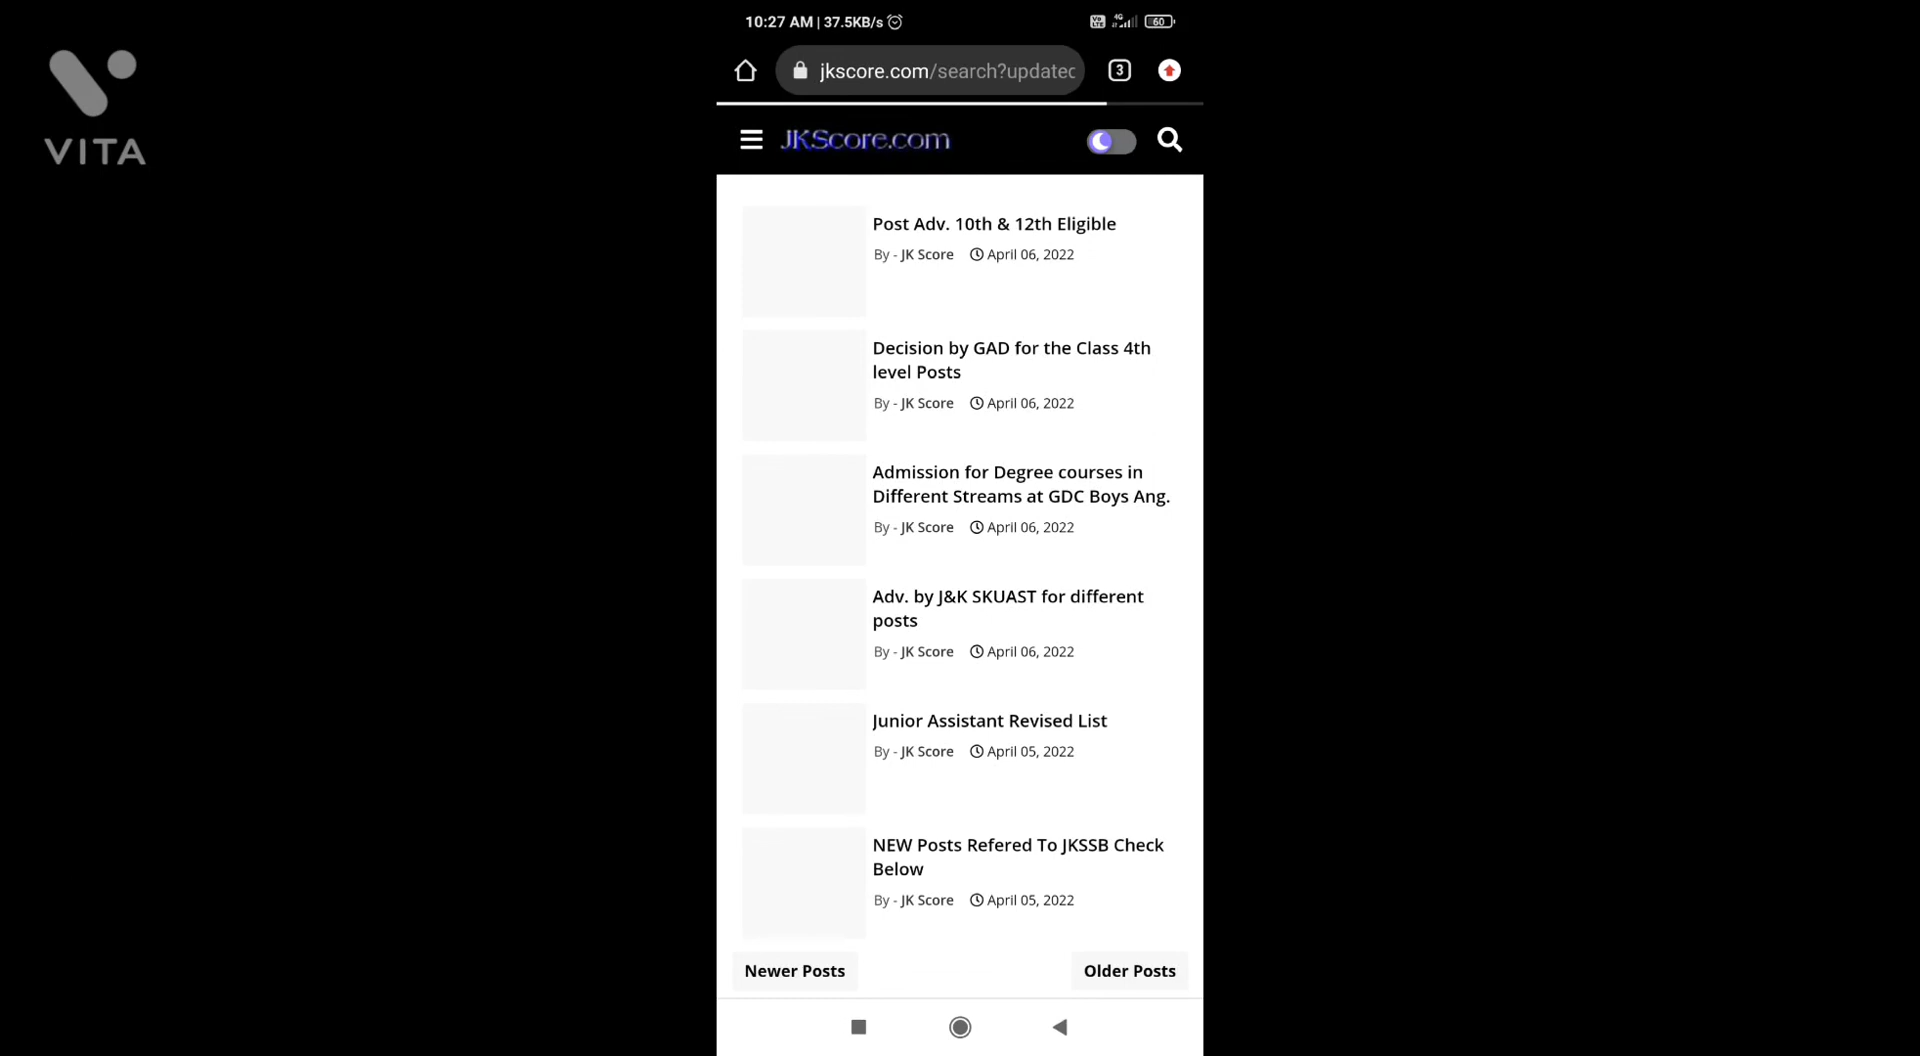 VITA
10:27 AM | 37.5KB/s
4G
60
jkscore.com/search?updated
3
JKScore.com
Post Adv. 10th & 12th Eligible
By - JK Score April 06, 2022
Decision by GAD for the Class 4th
level Posts
By - JK Score April 06, 2022
Admission for Degree courses in
Different Streams at GDC Boys Ang.
By - JK Score April 06, 2022
Adv. by J&K SKUAST for different
posts
By - JK Score April 06, 2022
Junior Assistant Revised List
By - JK Score April 05, 2022
NEW Posts Refered To JKSSB Check
Below
By - JK Score April 05, 2022
Newer Posts
Older Posts